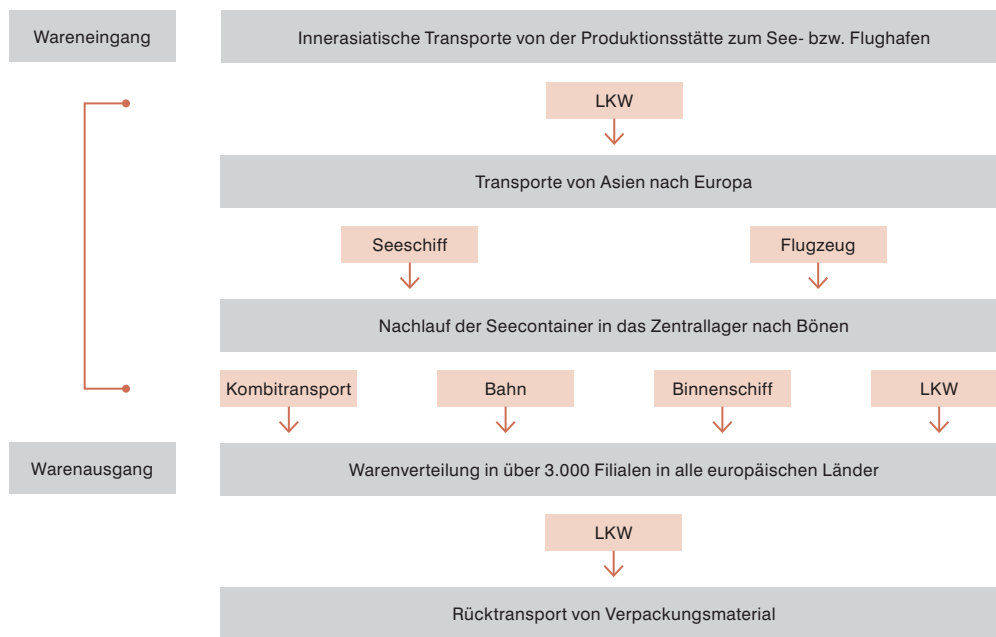 Wareneingang
Innerasiatische Transporte von der Produktionsstätte zum See- bzw. Flughafen
LKW
Transporte von Asien nach Europa
Seeschiff
Flugzeug
Nachlauf der Seecontainer in das Zentrallager nach Bönen
Kombitransport
Bahn
Binnenschiff
LKW
Warenausgang
Warenverteilung in über 3.000 Filialen in alle europäischen Länder
LKW
Rücktransport von Verpackungsmaterial